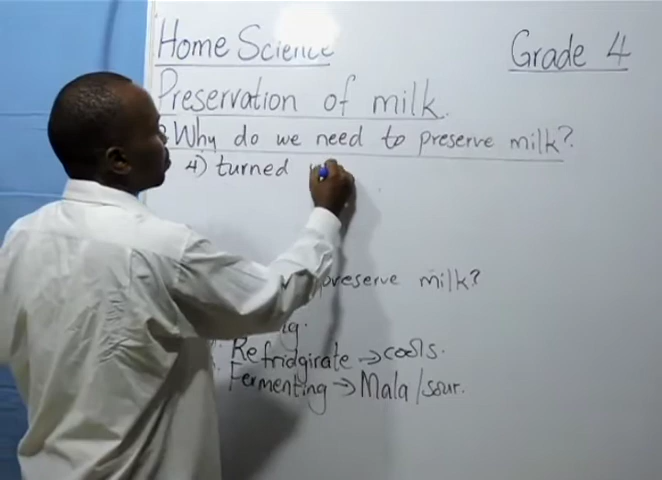 Home Science
Grade 4
Preservation of milk.
Why do we need to preserve milk?
4) turned
preserve milk?
Refridgirate → cools.
Fermenting → Mala/sour.